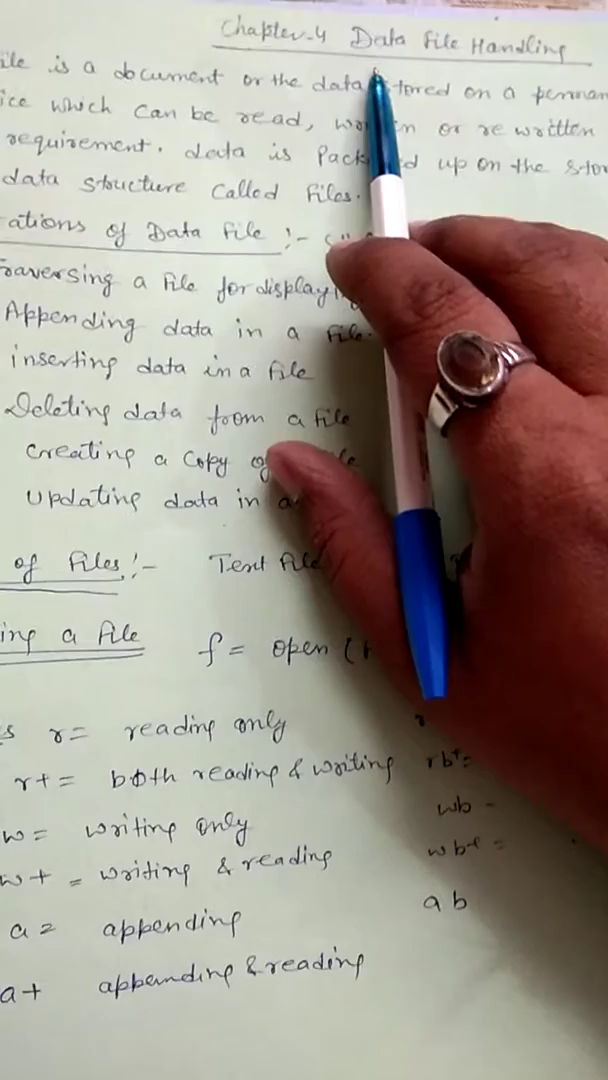 Chapter-4 Data File Handling
ile is a document or the data stored on a perman
ice which can be read, written or re written
requirement. data is Packed up on the stor
data structure called Files.
ations of Data File :-
Traversing a File for display
Appending data in a File.
inserting data in a File
Deleting data from a File
Creating a Copy of
Updating data in a
of Files:- Text File
ing a File f = open (
s r = reading only r
r+ = both reading & writing rb+ =
w = writing only wb -
w+ = writing & reading wb+ =
a = appending ab
a+ appending & reading